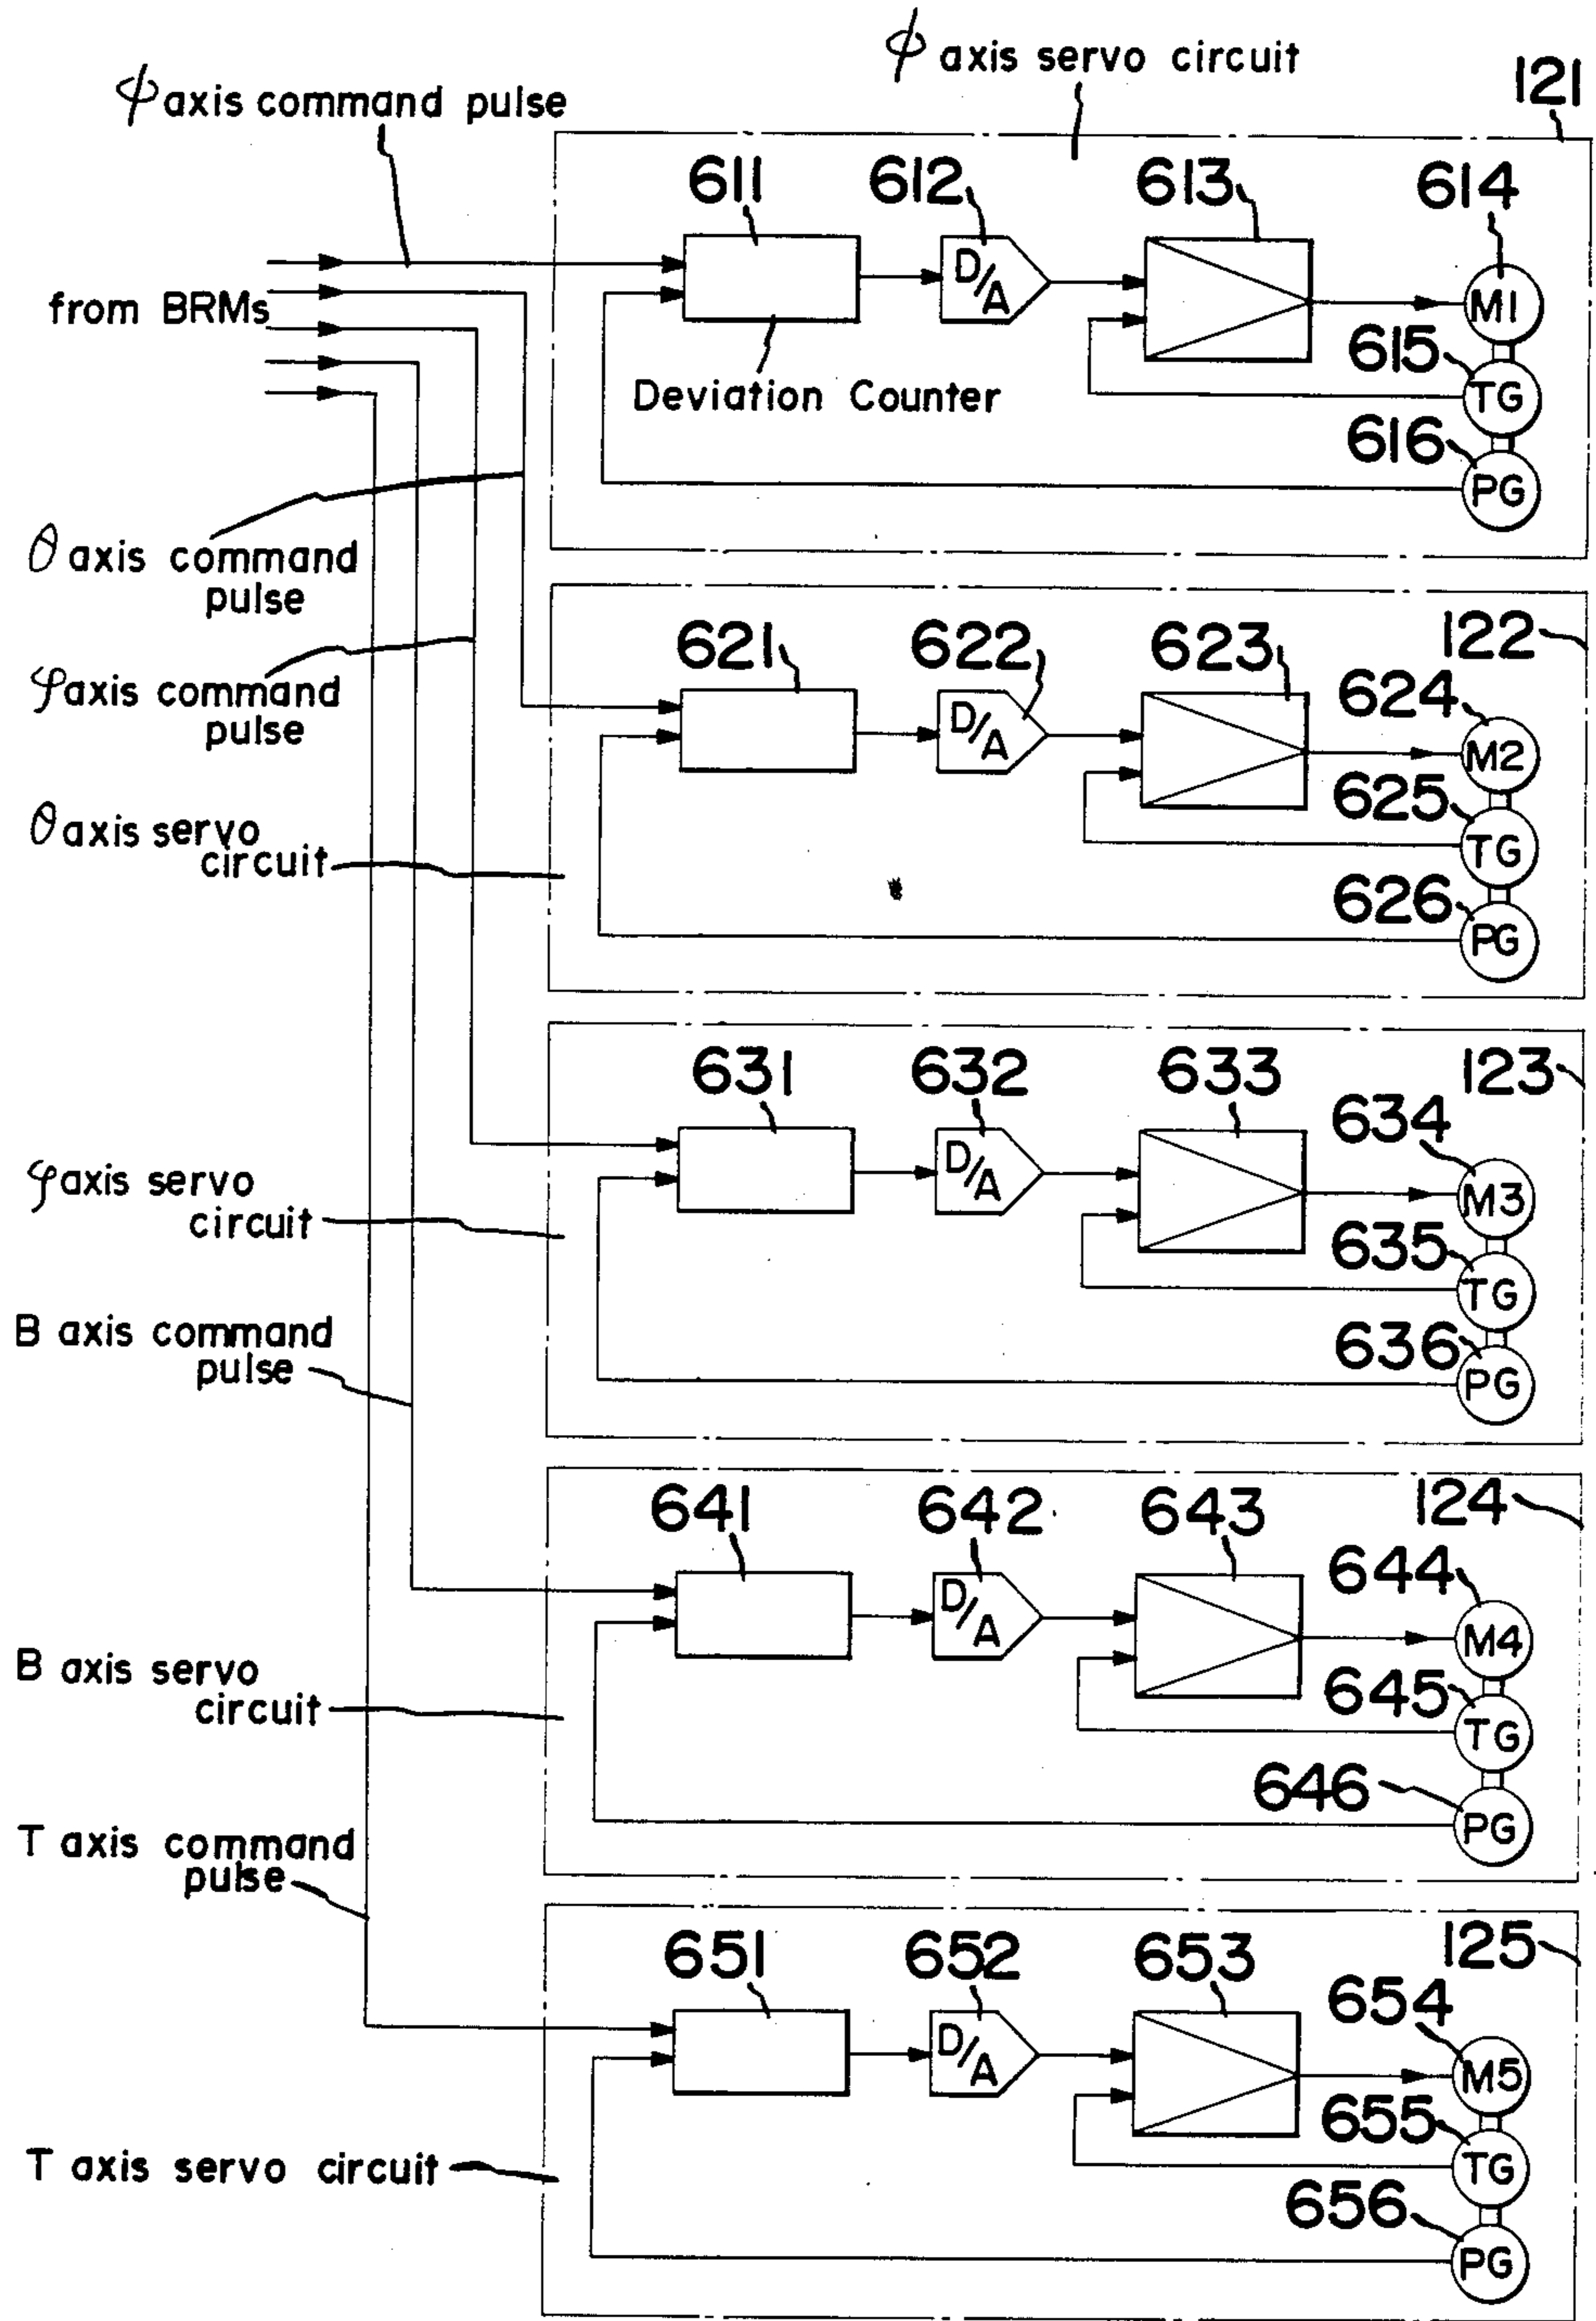 ϕ axis servo circuit
121
ϕ axis command pulse
611
612
613
614
D/A
M1
from BRMs
615
TG
Deviation Counter
616
PG
θ axis command
pulse
122
621
622
623
624
φ axis command
pulse
D/A
M2
625
θ axis servo
circuit
TG
626
PG
123
631
632
633
634
D/A
φ axis servo
circuit
M3
635
TG
B axis command
pulse
636
PG
124
641
642
643
644
D/A
M4
B axis servo
circuit
645
TG
646
T axis command
pulse
PG
125
651
652
653
654
D/A
M5
655
T axis servo circuit
TG
656
PG